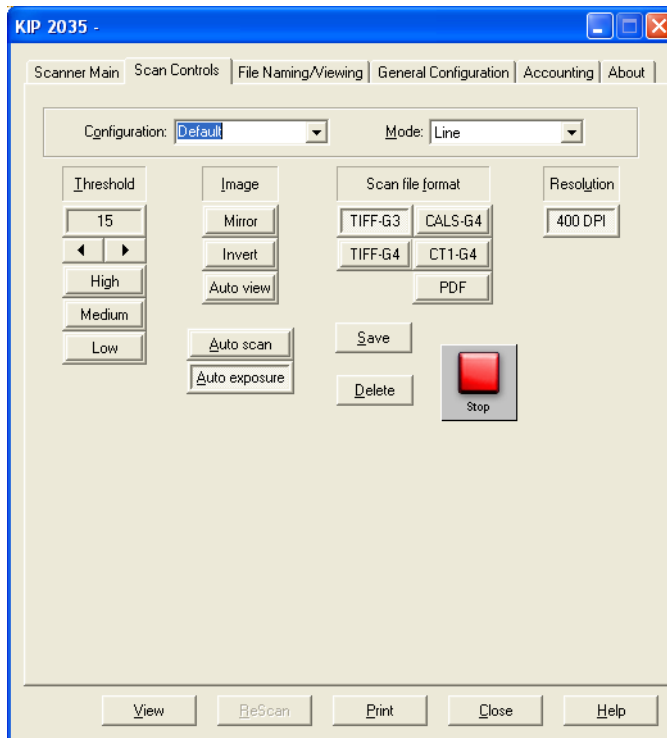 KIP 2035 -
Scanner Main Scan Controls File Naming/Viewing General Configuration Accounting About
Configuration: Default Mode: Line
Threshold Image Scan file format Resolution
15 Mirror TIFF-G3 CALS-G4 400 DPI
Invert TIFF-G4 CT1-G4
High Auto view PDF
Medium
Low Auto scan Save
Auto exposure Delete
Stop
View ReScan Print Close Help